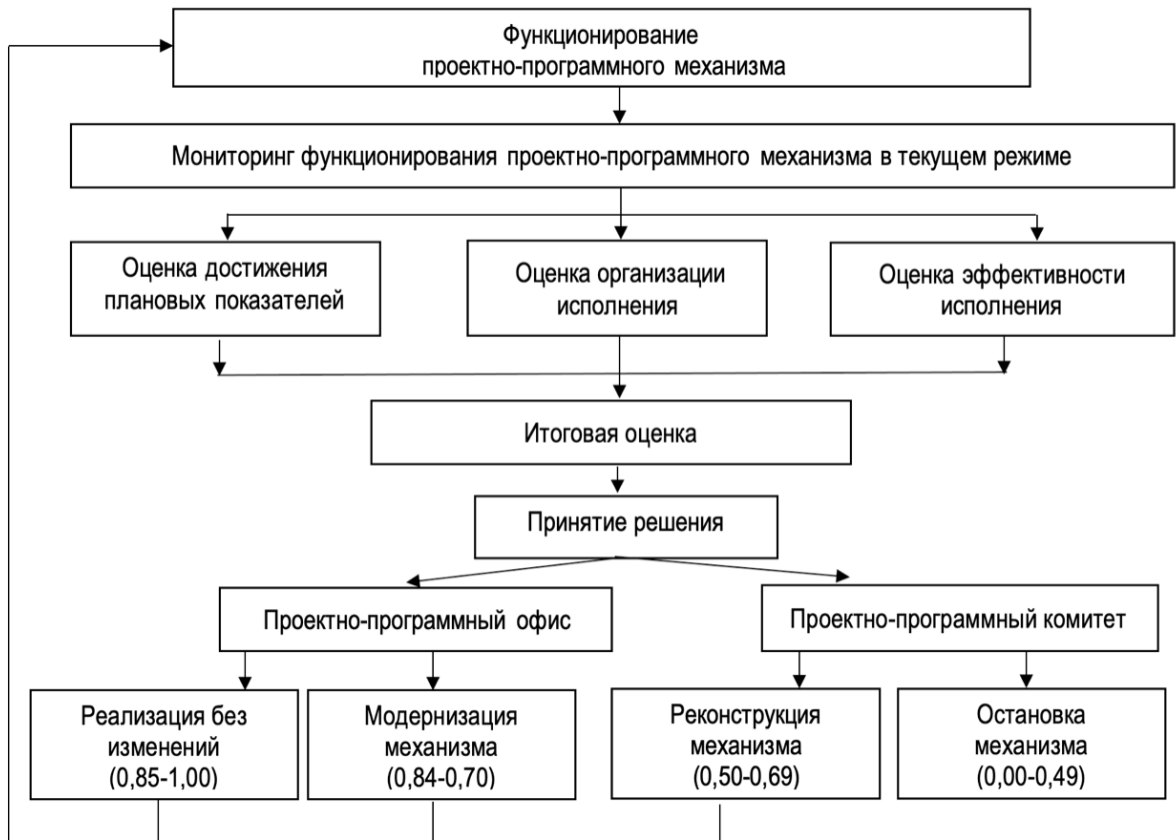 Функционирование
проектно-программного механизма
Мониторинг функционирования проектно-программного механизма в текущем режиме
Оценка достижения
плановых показателей
Оценка организации
исполнения
Оценка эффективности
исполнения
Итоговая оценка
Принятие решения
Проектно-программный офис
Проектно-программный комитет
Реализация без
изменений
(0,85-1,00)
Модернизация
механизма
(0,84-0,70)
Реконструкция
механизма
(0,50-0,69)
Остановка
механизма
(0,00-0,49)